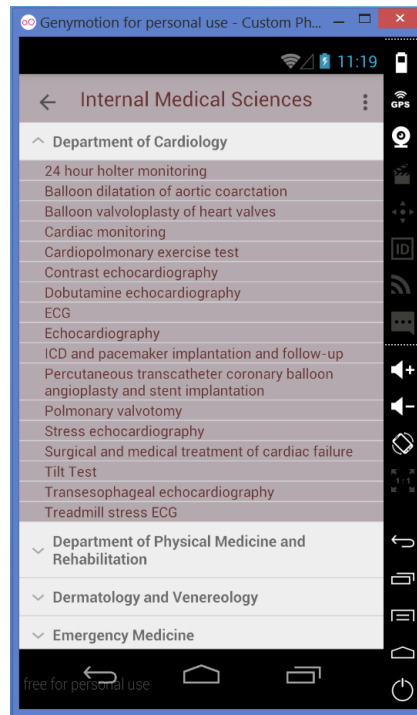 Genymotion for personal use - Custom Ph...
11:19
Internal Medical Sciences
Department of Cardiology
24 hour holter monitoring
Balloon dilatation of aortic coarctation
Balloon valvoloplasty of heart valves
Cardiac monitoring
Cardiopolmonary exercise test
Contrast echocardiography
Dobutamine echocardiography
ECG
Echocardiography
ICD and pacemaker implantation and follow-up
Percutaneous transcatheter coronary balloon
angioplasty and stent implantation
Polmonary valvotomy
Stress echocardiography
Surgical and medical treatment of cardiac failure
Tilt Test
Transesophageal echocardiography
Treadmill stress ECG
Department of Physical Medicine and
Rehabilitation
Dermatology and Venereology
Emergency Medicine
free for personal use
GPS
ID
1:1